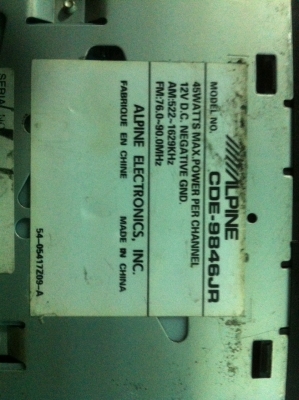 ALPINE
MODEL NO. CDE-9846JR
45WATTS MAX.POWER PER CHANNEL
12V D.C. NEGATIVE GND.
AM:522-1629KHz
FM:76.0-90.0MHz
ALPINE ELECTRONICS, INC.
FABRIQUE EN CHINE MADE IN CHINA
54-05417Z09-A